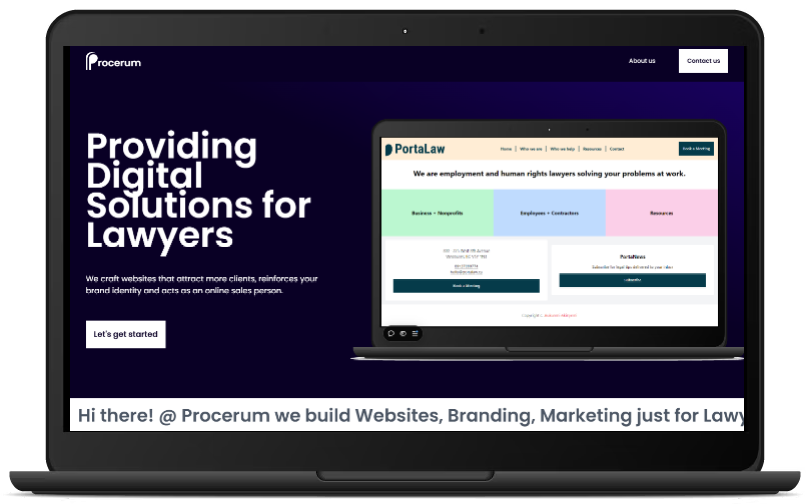 Procerum
About us
Contact us
Providing
Digital
Solutions for
Lawyers
We craft websites that attract more clients, reinforces your
brand identity and acts as an online sales person.
Let's get started
PortaLaw
Home | Who we are | Who we help | Resources | Contact
Book a Meeting
We are employment and human rights lawyers solving your problems at work.
Business + Nonprofits
Employees + Contractors
Resources
Book a Meeting
PortaNews
Subscribe for legal tips delivered to your inbox
Subscribe
Hi there! @ Procerum we build Websites, Branding, Marketing just for Lawy